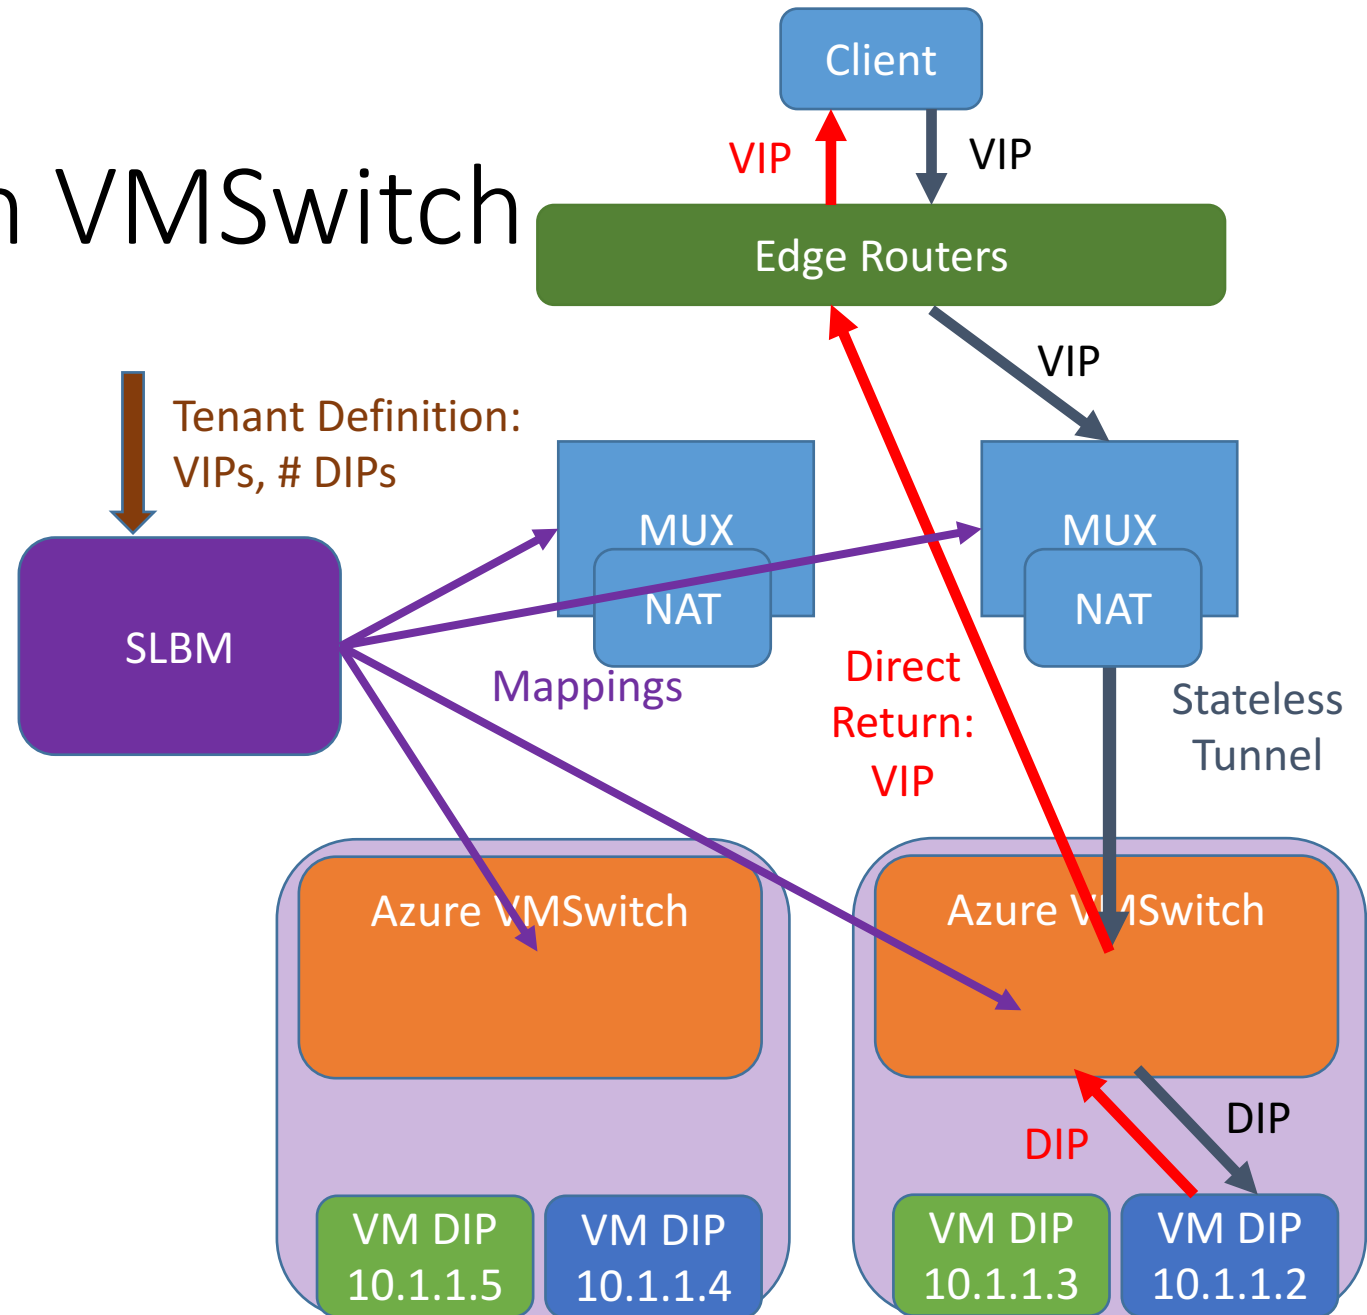 Client
VIP
VIP
n VMSwitch
Edge Routers
VIP
Tenant Definition:
VIPs, # DIPs
MUX
NAT
MUX
NAT
SLBM
Mappings
Direct
Return:
VIP
Stateless
Tunnel
Azure VMSwitch
Azure VMSwitch
DIP
DIP
VM DIP
10.1.1.5
VM DIP
10.1.1.4
VM DIP
10.1.1.3
VM DIP
10.1.1.2